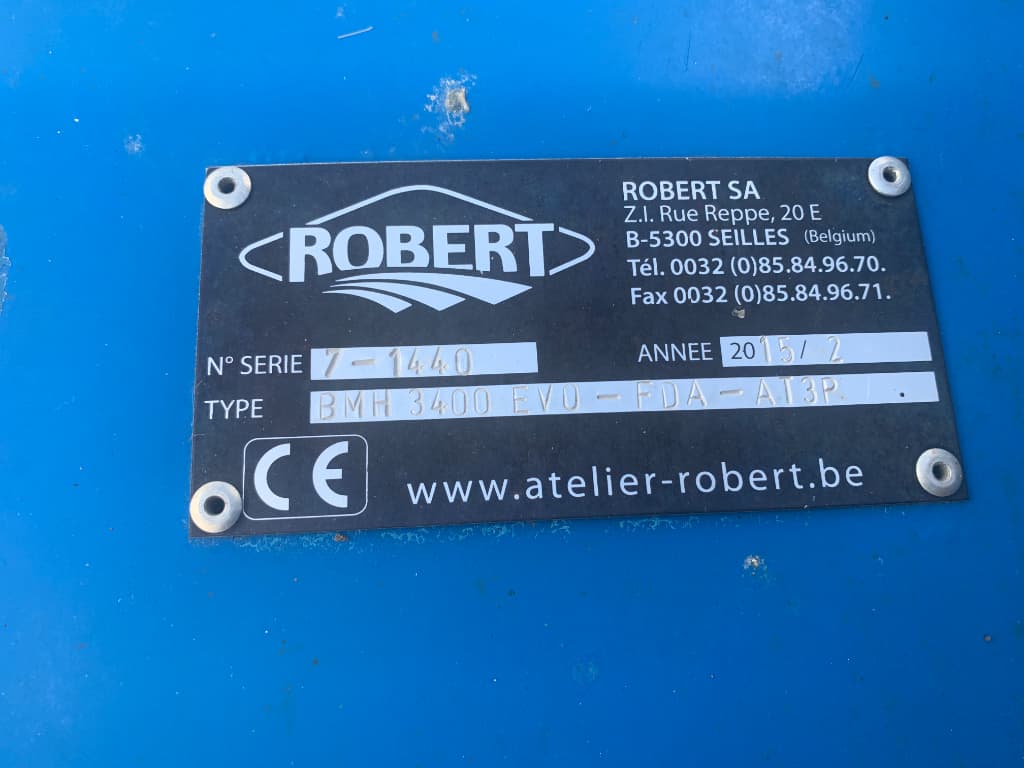 ROBERT
ROBERT SA
Z.I. Rue Reppe, 20 E
B-5300 SEILLES (Belgium)
Tél. 0032 (0)85.84.96.70.
Fax 0032 (0)85.84.96.71.
N° SERIE 7-1440
ANNEE 2015/ 2
TYPE BMH 3400 EVO - FDA - AT3P.
CE
www.atelier-robert.be